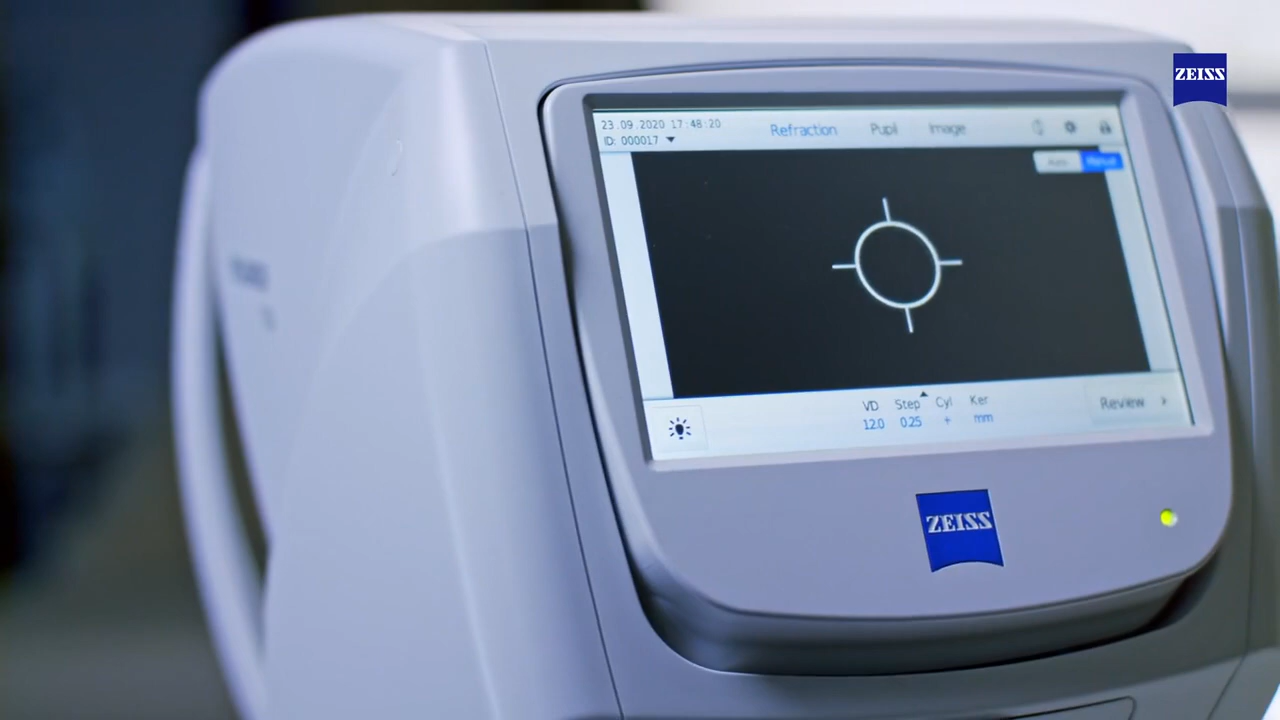 ZEISS
23.09.2020 17:48:20
ID: 000017
Refraction Pupil Image
Auto Manual
VD Step Cyl Ker
12.0 0.25 + mm
Review >
ZEISS